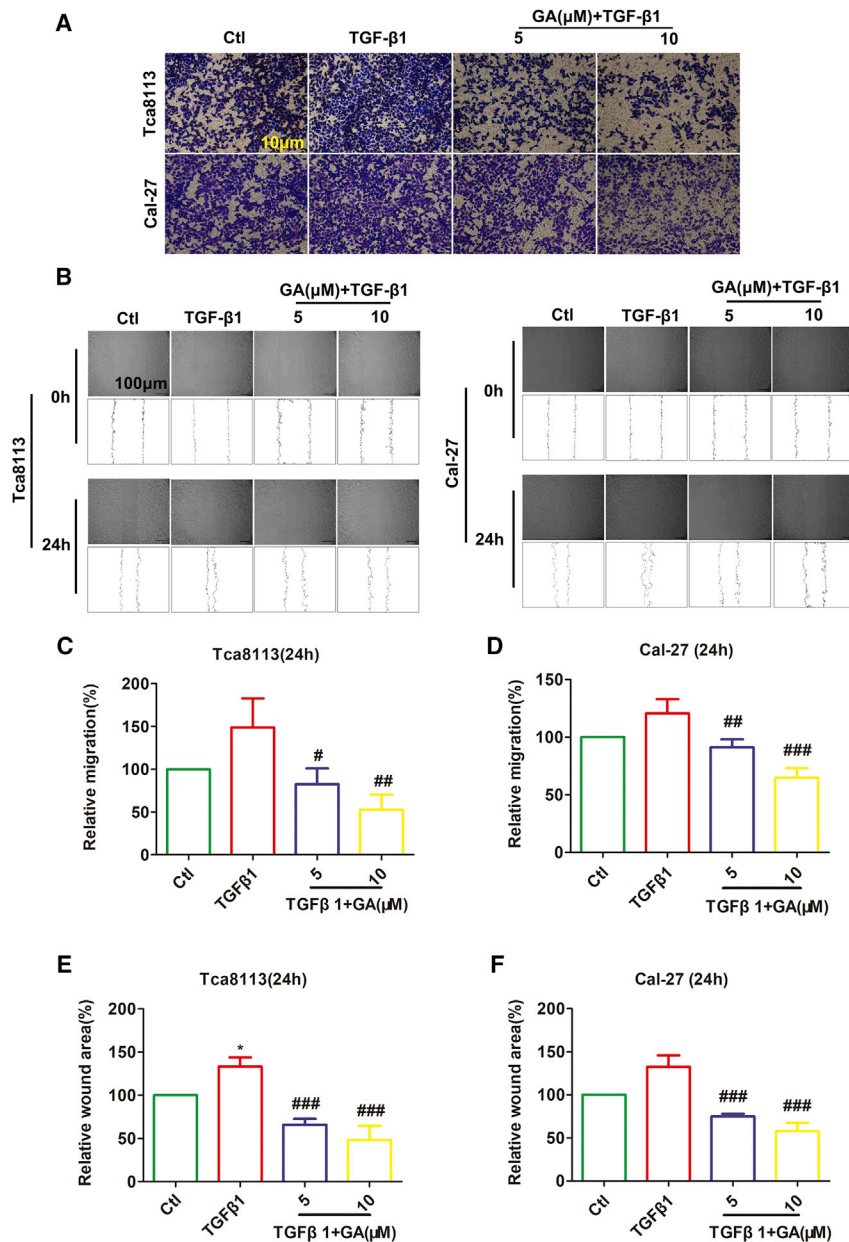 A
GA(μM)+TGF-β1
Ctl TGF-β1 5 10
Tca8113
10μm
Cal-27
B
GA(μM)+TGF-β1
Ctl TGF-β1 5 10
0h
100μm
Tca8113
24h
GA(μM)+TGF-β1
Ctl TGF-β1 5 10
0h
Cal-27
24h
C
Tca8113(24h)
Relative migration(%)
200
150
100
50
0
#
##
Ctl TGFβ1 5 10
TGFβ 1+GA(μM)
D
Cal-27 (24h)
Relative migration(%)
150
100
50
0
##
###
Ctl TGFβ1 5 10
TGFβ 1+GA(μM)
E
Tca8113(24h)
Relative wound area(%)
200
150
100
50
0
*
###
###
Ctl TGFβ1 5 10
TGFβ 1+GA(μM)
F
Cal-27 (24h)
Relative wound area(%)
200
150
100
50
0
###
###
Ctl TGFβ1 5 10
TGFβ 1+GA(μM)